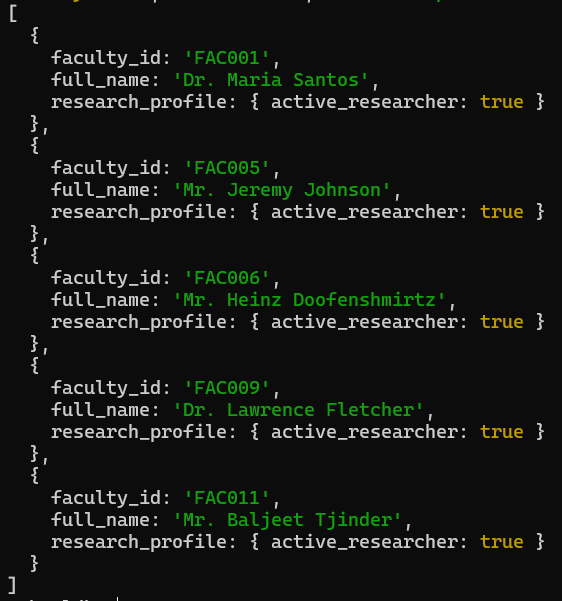 [
  {
    faculty_id: 'FAC001',
    full_name: 'Dr. Maria Santos',
    research_profile: { active_researcher: true }
  },
  {
    faculty_id: 'FAC005',
    full_name: 'Mr. Jeremy Johnson',
    research_profile: { active_researcher: true }
  },
  {
    faculty_id: 'FAC006',
    full_name: 'Mr. Heinz Doofenshmirtz',
    research_profile: { active_researcher: true }
  },
  {
    faculty_id: 'FAC009',
    full_name: 'Dr. Lawrence Fletcher',
    research_profile: { active_researcher: true }
  },
  {
    faculty_id: 'FAC011',
    full_name: 'Mr. Baljeet Tjinder',
    research_profile: { active_researcher: true }
  }
]